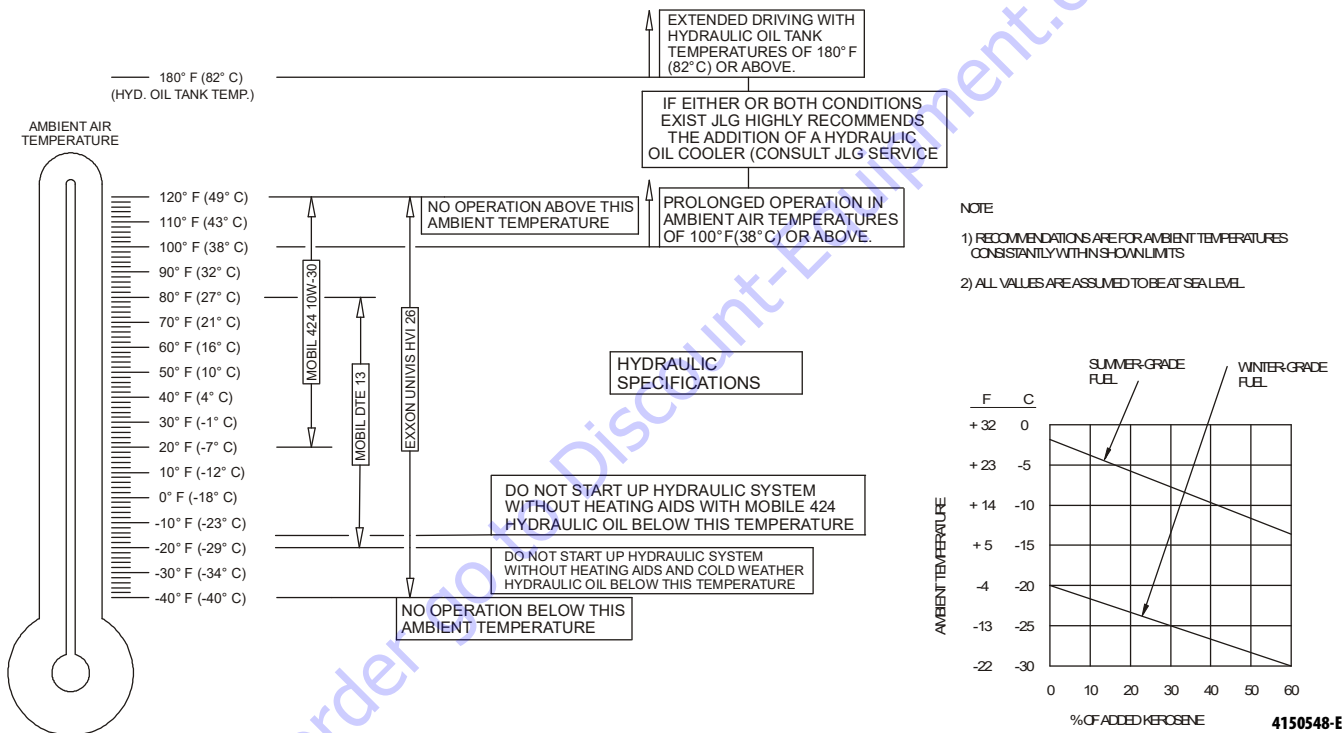 EXTENDED DRIVING WITH
HYDRAULIC OIL TANK
TEMPERATURES OF 180° F
(82°C) OR ABOVE.
180° F (82° C)
(HYD. OIL TANK TEMP.)
IF EITHER OR BOTH CONDITIONS
EXIST JLG HIGHLY RECOMMENDS
THE ADDITION OF A HYDRAULIC
OIL COOLER (CONSULT JLG SERVICE
AMBIENT AIR
TEMPERATURE
120° F (49° C)
110° F (43° C)
100° F (38° C)
90° F (32° C)
80° F (27° C)
70° F (21° C)
60° F (16° C)
50° F (10° C)
40° F (4° C)
30° F (-1° C)
20° F (-7° C)
10° F (-12° C)
0° F (-18° C)
-10° F (-23° C)
-20° F (-29° C)
-30° F (-34° C)
-40° F (-40° C)
MOBIL 424 10W-30
MOBIL DTE 13
EXXON UNIVIS HVI 26
NO OPERATION ABOVE THIS
AMBIENT TEMPERATURE
PROLONGED OPERATION IN
AMBIENT AIR TEMPERATURES
OF 100°F(38°C) OR ABOVE.
HYDRAULIC
SPECIFICATIONS
DO NOT START UP HYDRAULIC SYSTEM
WITHOUT HEATING AIDS WITH MOBILE 424
HYDRAULIC OIL BELOW THIS TEMPERATURE
DO NOT START UP HYDRAULIC SYSTEM
WITHOUT HEATING AIDS AND COLD WEATHER
HYDRAULIC OIL BELOW THIS TEMPERATURE
NO OPERATION BELOW THIS
AMBIENT TEMPERATURE
NOTE:
1) RECOMMENDATIONS ARE FOR AMBIENT TEMPERATURES
CONSISTANTLY WITHIN SHOWN LIMITS
2) ALL VALUES ARE ASSUMED TO BE AT SEA LEVEL.
SUMMER-GRADE
FUEL
WINTER-GRADE
FUEL
F C
+ 32 0
+ 23 -5
+ 14 -10
+ 5 -15
-4 -20
-13 -25
-22 -30
AMBIENT TEMPERATURE
0 10 20 30 40 50 60
% OF ADDED KEROSENE
4150548-E
order go to Discount-Equipment.c